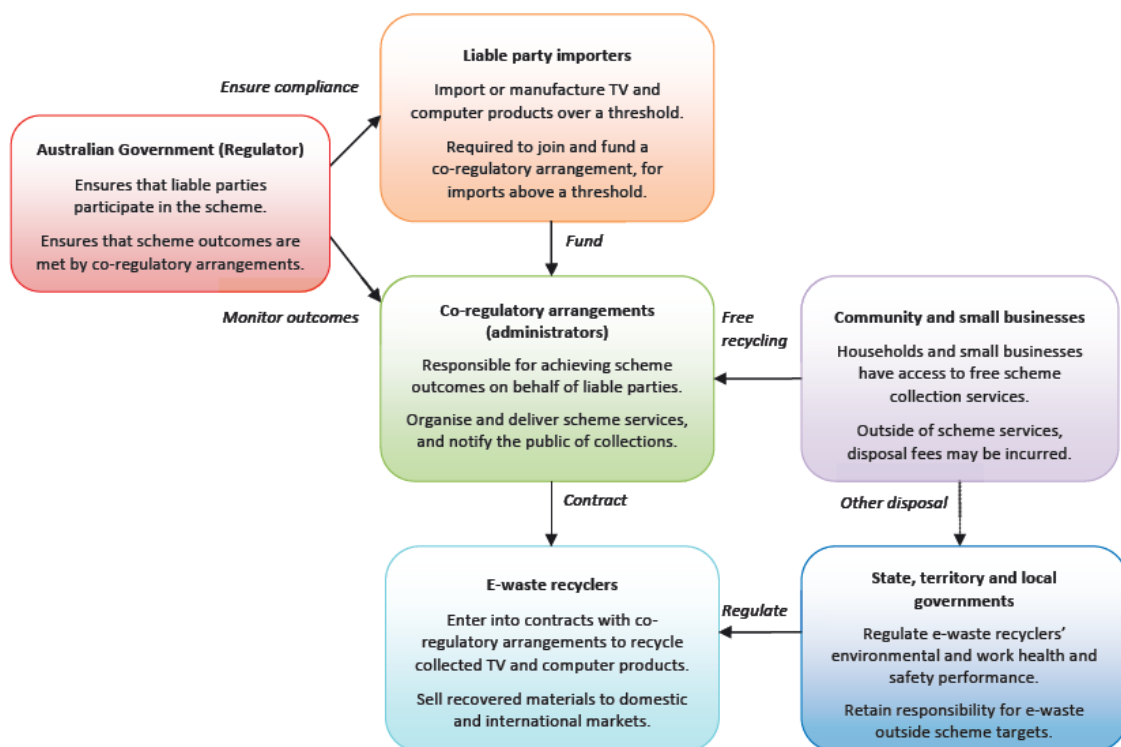 Liable party importers
Import or manufacture TV and
computer products over a threshold.
Required to join and fund a
co-regulatory arrangement, for
imports above a threshold.
Ensure compliance
Australian Government (Regulator)
Ensures that liable parties
participate in the scheme.
Ensures that scheme outcomes are
met by co-regulatory arrangements.
Monitor outcomes
Fund
Co-regulatory arrangements
(administrators)
Responsible for achieving scheme
outcomes on behalf of liable parties.
Organise and deliver scheme services,
and notify the public of collections.
Free
recycling
Community and small businesses
Households and small businesses
have access to free scheme
collection services.
Outside of scheme services,
disposal fees may be incurred.
Contract
Other disposal
E-waste recyclers
Enter into contracts with co-
regulatory arrangements to recycle
collected TV and computer products.
Sell recovered materials to domestic
and international markets.
Regulate
State, territory and local
governments
Regulate e-waste recyclers’
environmental and work health and
safety performance.
Retain responsibility for e-waste
outside scheme targets.